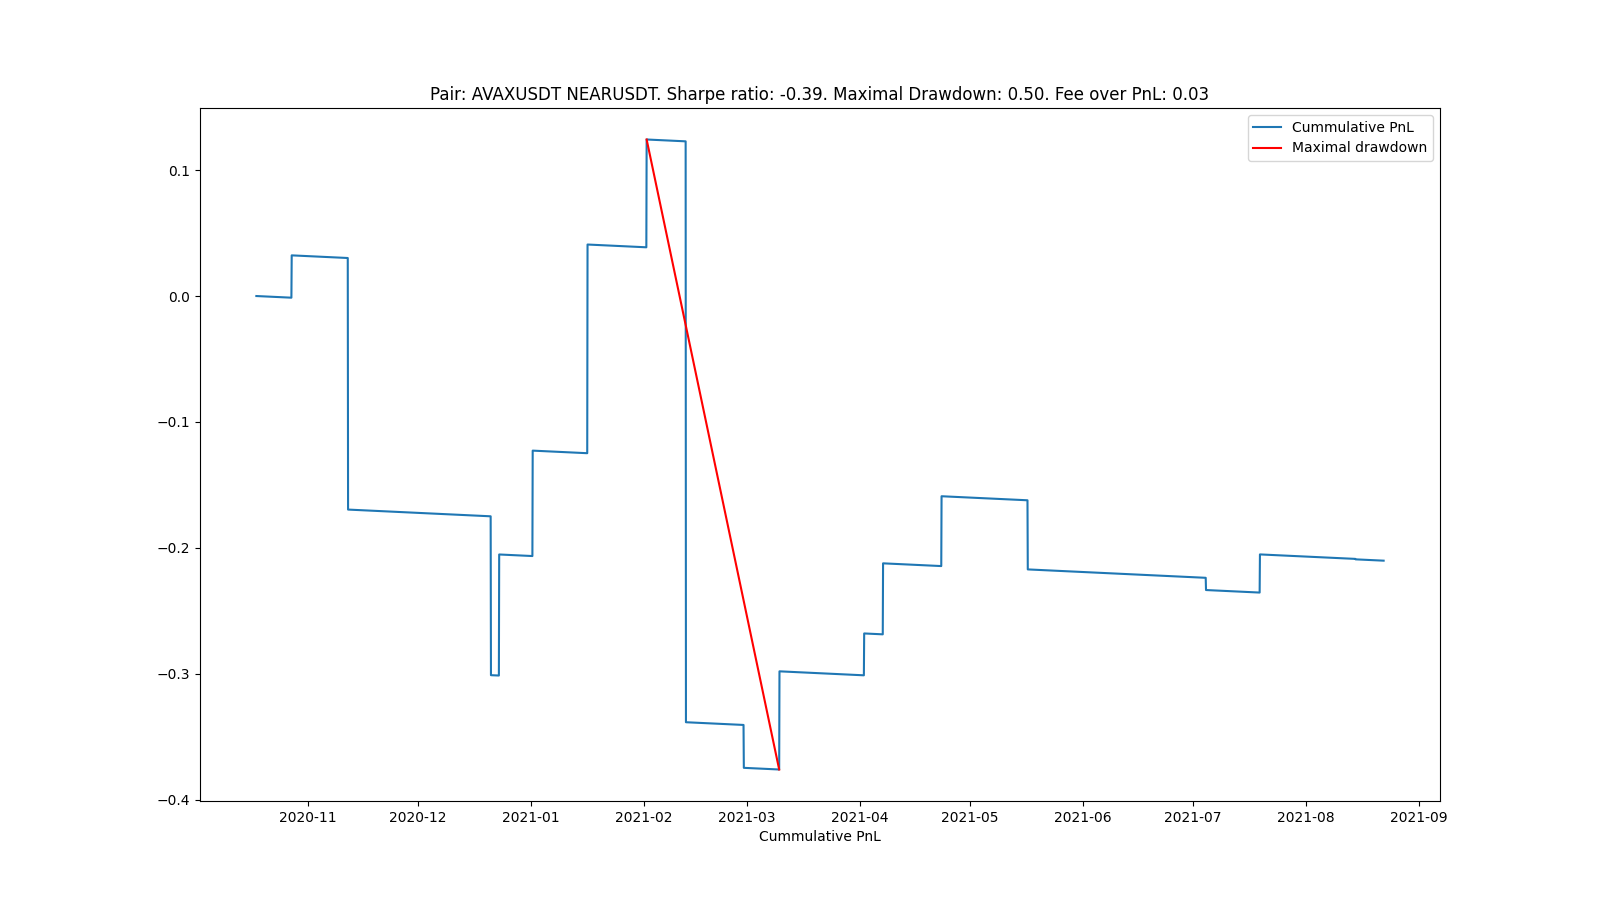 Pair: AVAXUSDT NEARUSDT. Sharpe ratio: -0.39. Maximal Drawdown: 0.50. Fee over PnL: 0.03
Cummulative PnL
Maximal drawdown
0.1
0.0
−0.1
−0.2
−0.3
−0.4
2020-11 2020-12 2021-01 2021-02 2021-03 2021-04 2021-05 2021-06 2021-07 2021-08 2021-09
Cummulative PnL